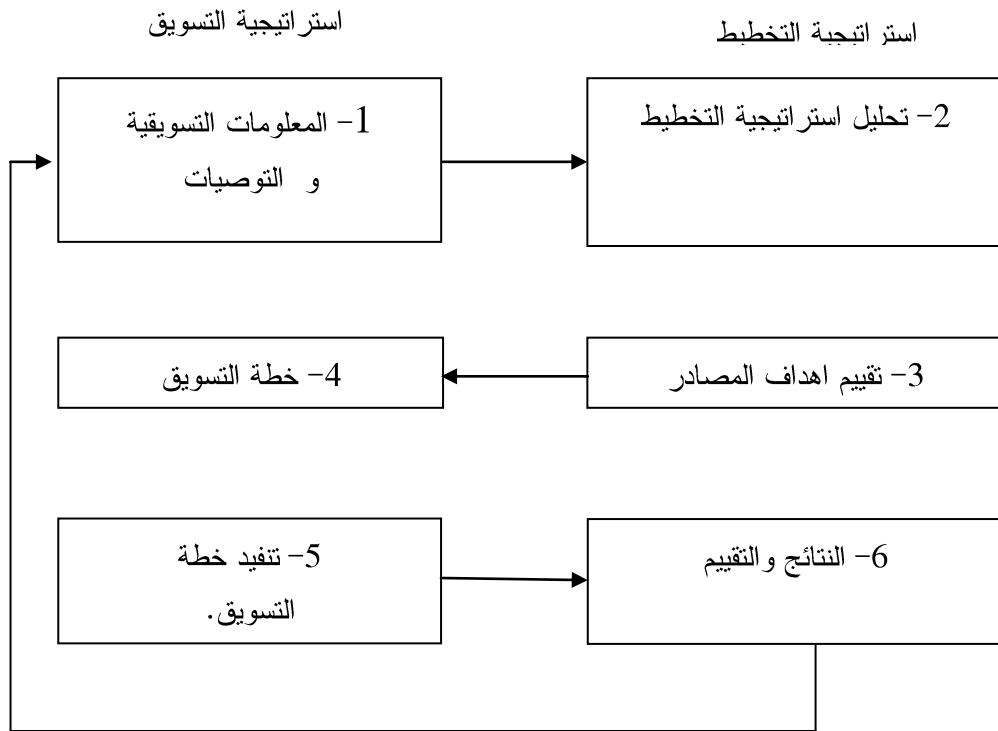 استراتيجية التسويق
استراتيجية التخطيط
1- المعلومات التسويقية
و التوصيات
2- تحليل استراتيجية التخطيط
3- تقييم اهداف المصادر
4- خطة التسويق
5- تنفيد خطة
التسويق.
6- النتائج والتقييم